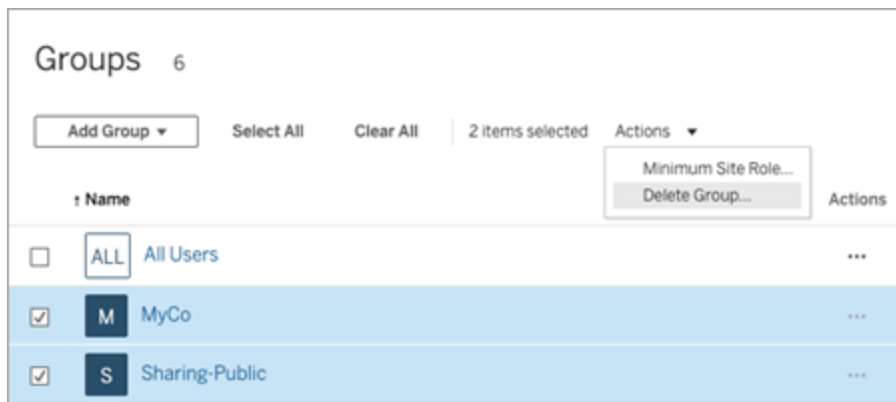 Groups 6
Add Group ▾ Select All Clear All 2 items selected Actions ▾
Minimum Site Role...
Delete Group...
↑ Name Actions
ALL All Users ...
M MyCo ...
S Sharing-Public ...